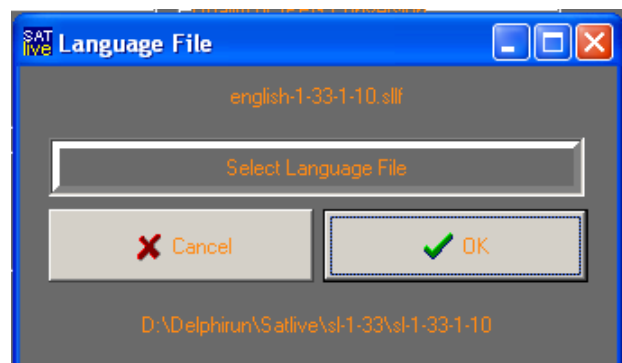 SAT
live Language File
english-1-33-1-10.sllf
Select Language File
Cancel OK
D:\Delphirun\Satlive\sl-1-33\sl-1-33-1-10